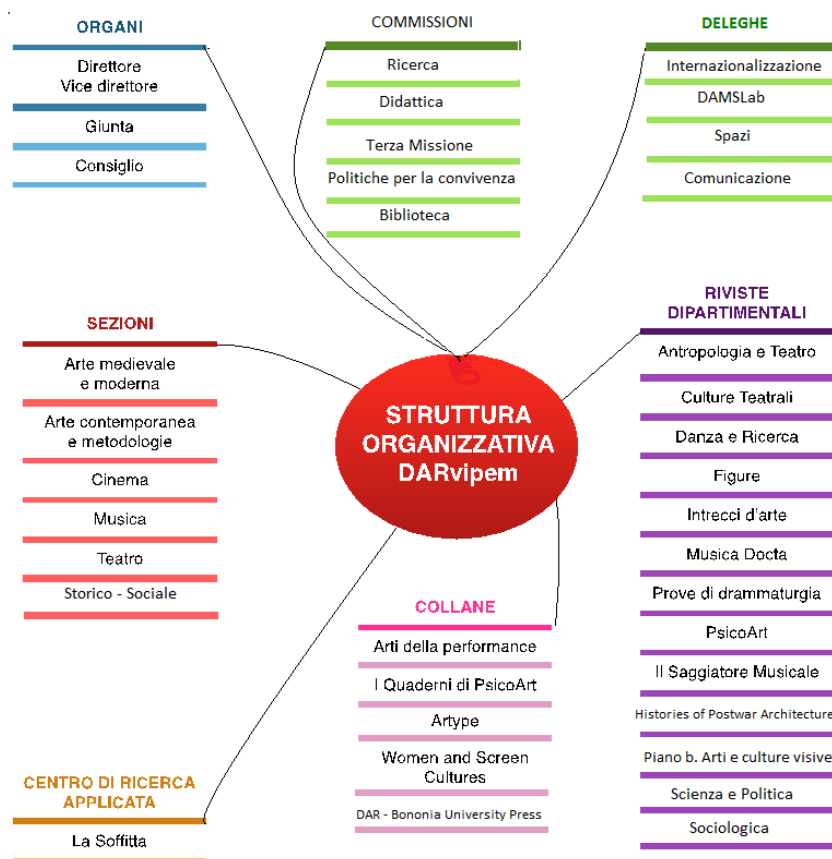 ORGANI
Direttore
Vice direttore
Giunta
Consiglio
COMMISSIONI
Ricerca
Didattica
Terza Missione
Politiche per la convivenza
Biblioteca
DELEGHE
Internazionalizzazione
DAMSLab
Spazi
Comunicazione
SEZIONI
Arte medievale
e moderna
Arte contemporanea
e metodologie
Cinema
Musica
Teatro
Storico - Sociale
STRUTTURA
ORGANIZZATIVA
DARvipem
RIVISTE
DIPARTIMENTALI
Antropologia e Teatro
Culture Teatrali
Danza e Ricerca
Figure
Intrecci d'arte
Musica Docta
Prove di drammaturgia
PsicoArt
Il Saggiatore Musicale
Histories of Postwar Architecture
Piano b. Arti e culture visive
Scienza e Politica
Sociologica
COLLANE
Arti della performance
I Quaderni di PsicoArt
Artype
Women and Screen
Cultures
DAR - Bononia University Press
CENTRO DI RICERCA
APPLICATA
La Soffitta